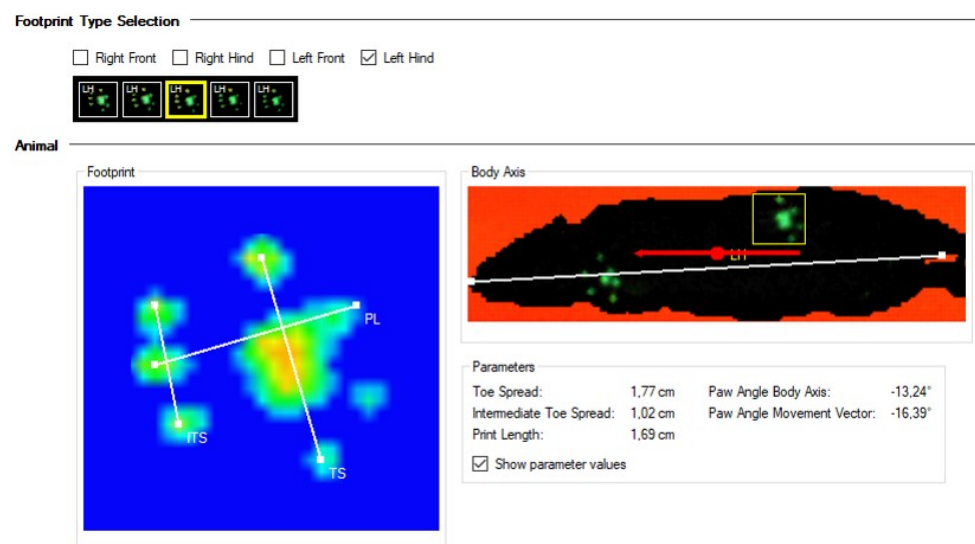 Footprint Type Selection
Right Front Right Hind Left Front Left Hind
LH LH LH LH LH
Animal
Footprint
PL
ITS
TS
Body Axis
LH
Parameters
Toe Spread: 1,77 cm Paw Angle Body Axis: -13,24°
Intermediate Toe Spread: 1,02 cm Paw Angle Movement Vector: -16,39°
Print Length: 1,69 cm
Show parameter values